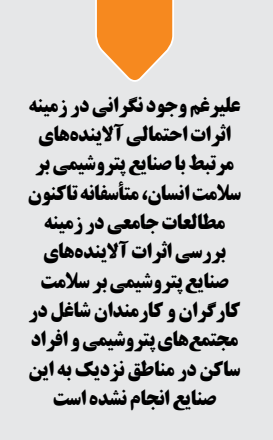 علیرغم وجود نگرانی در زمینه
اثرات احتمالی آلاینده‌های
مرتبط با صنایع پتروشیمی بر
سلامت انسان، متأسفانه تاکنون
مطالعات جامعی در زمینه
بررسی اثرات آلاینده‌های
صنایع پتروشیمی بر سلامت
کارگران و کارمندان شاغل در
مجتمع‌های پتروشیمی و افراد
ساکن در مناطق نزدیک به این
صنایع انجام نشده است